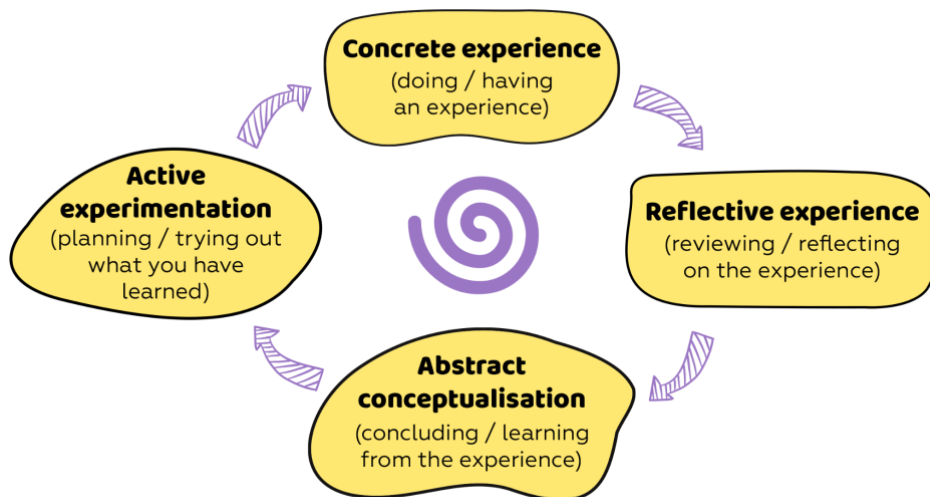 Concrete experience
(doing / having
an experience)
Active
experimentation
(planning / trying out
what you have
learned)
Reflective experience
(reviewing / reflecting
on the experience)
Abstract
conceptualisation
(concluding / learning
from the experience)